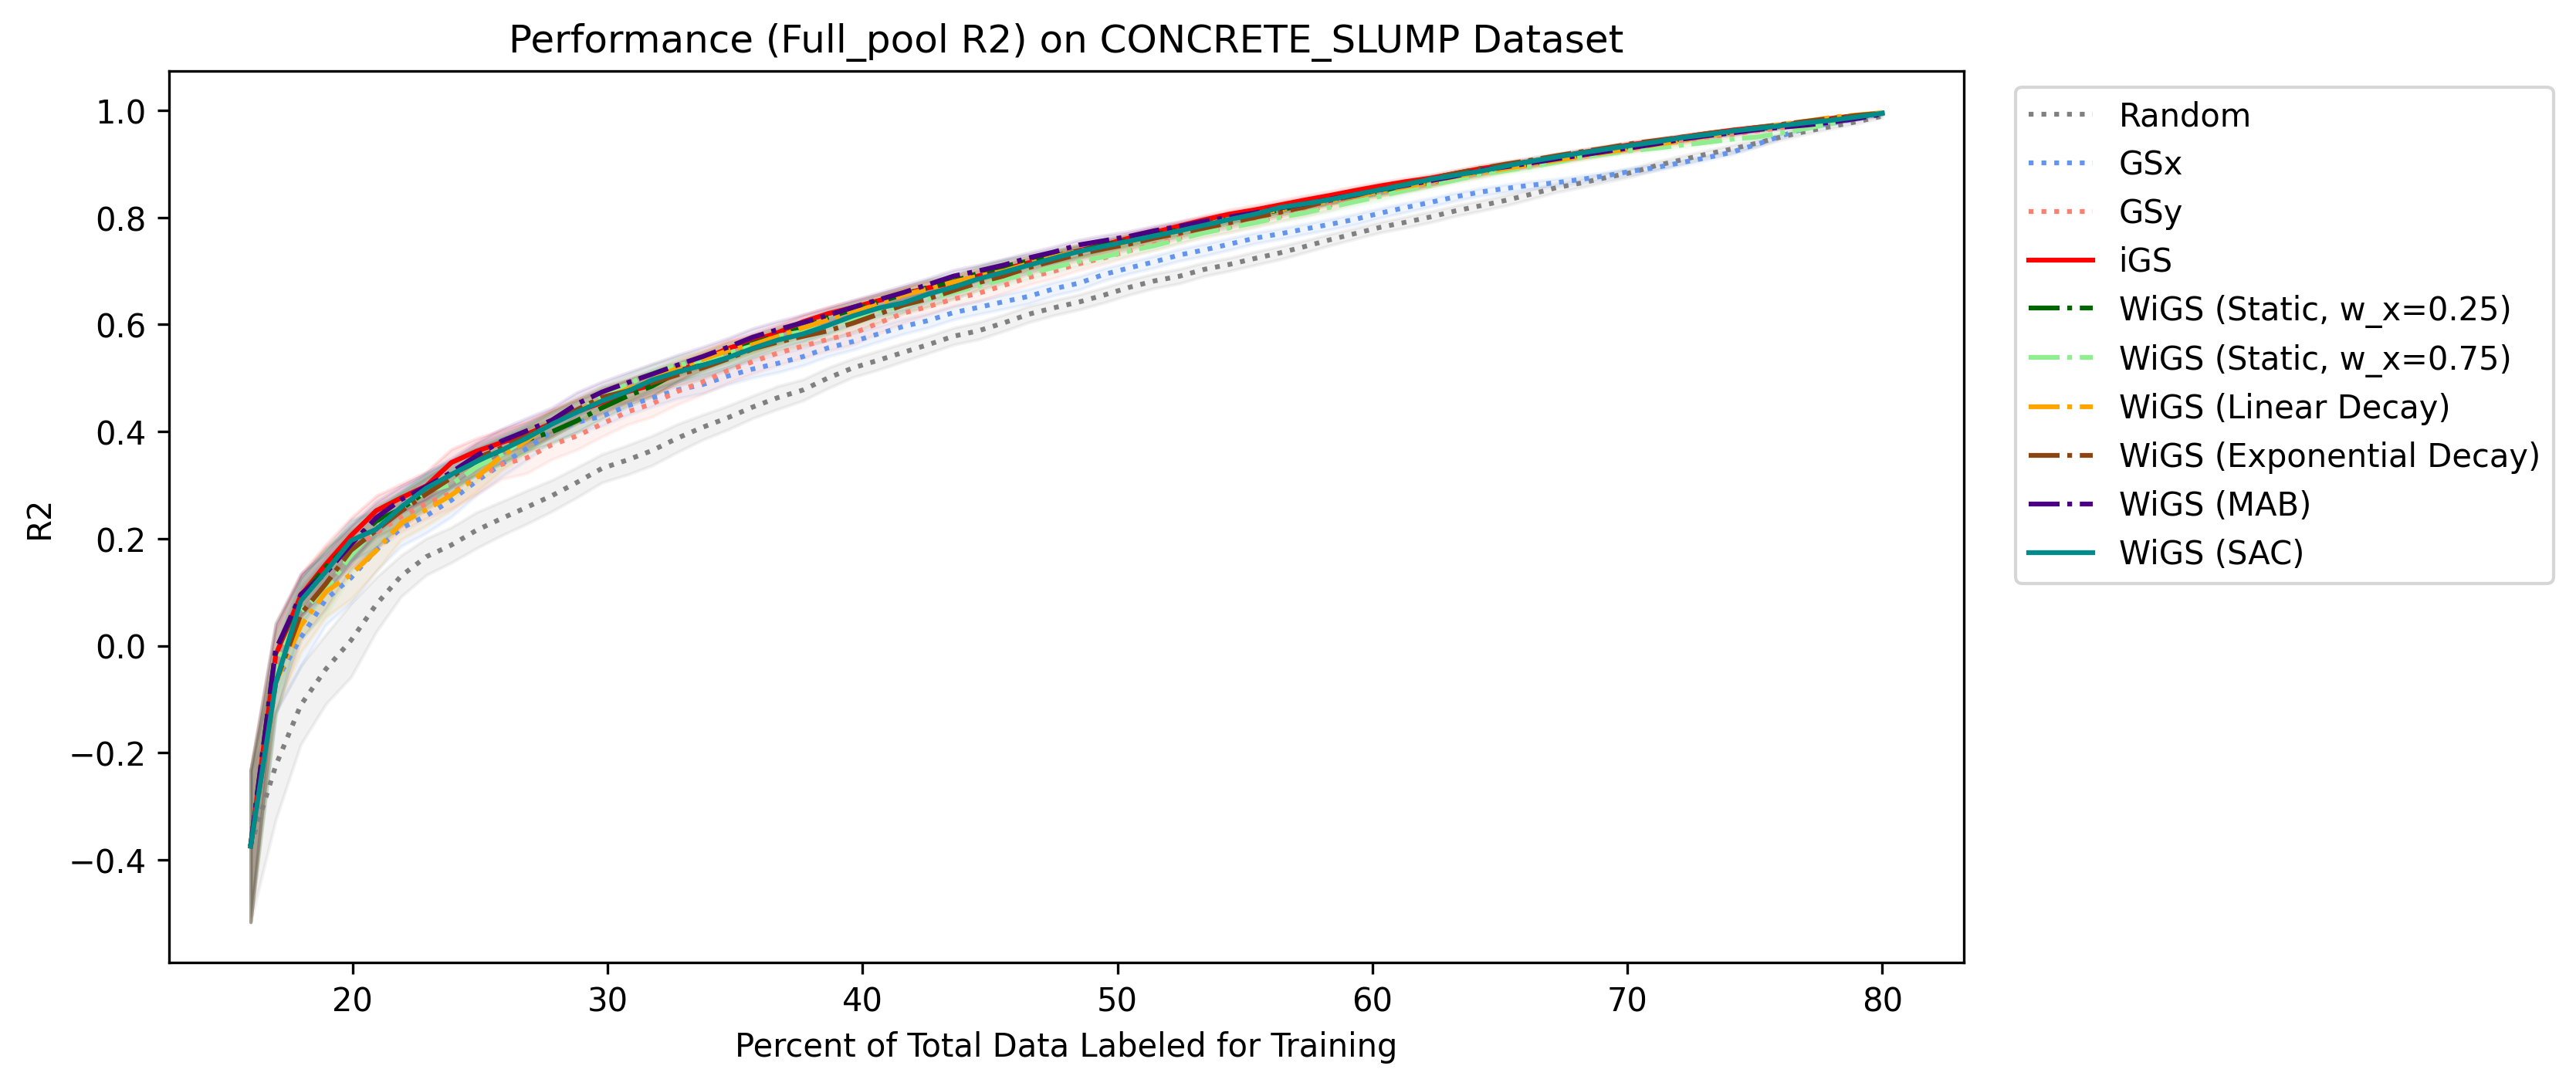 Performance (Full_pool R2) on CONCRETE_SLUMP Dataset
1.0
0.8
0.6
0.4
0.2
0.0
−0.2
−0.4
R2
20 30 40 50 60 70 80
Percent of Total Data Labeled for Training
Random
GSx
GSy
iGS
WiGS (Static, w_x=0.25)
WiGS (Static, w_x=0.75)
WiGS (Linear Decay)
WiGS (Exponential Decay)
WiGS (MAB)
WiGS (SAC)